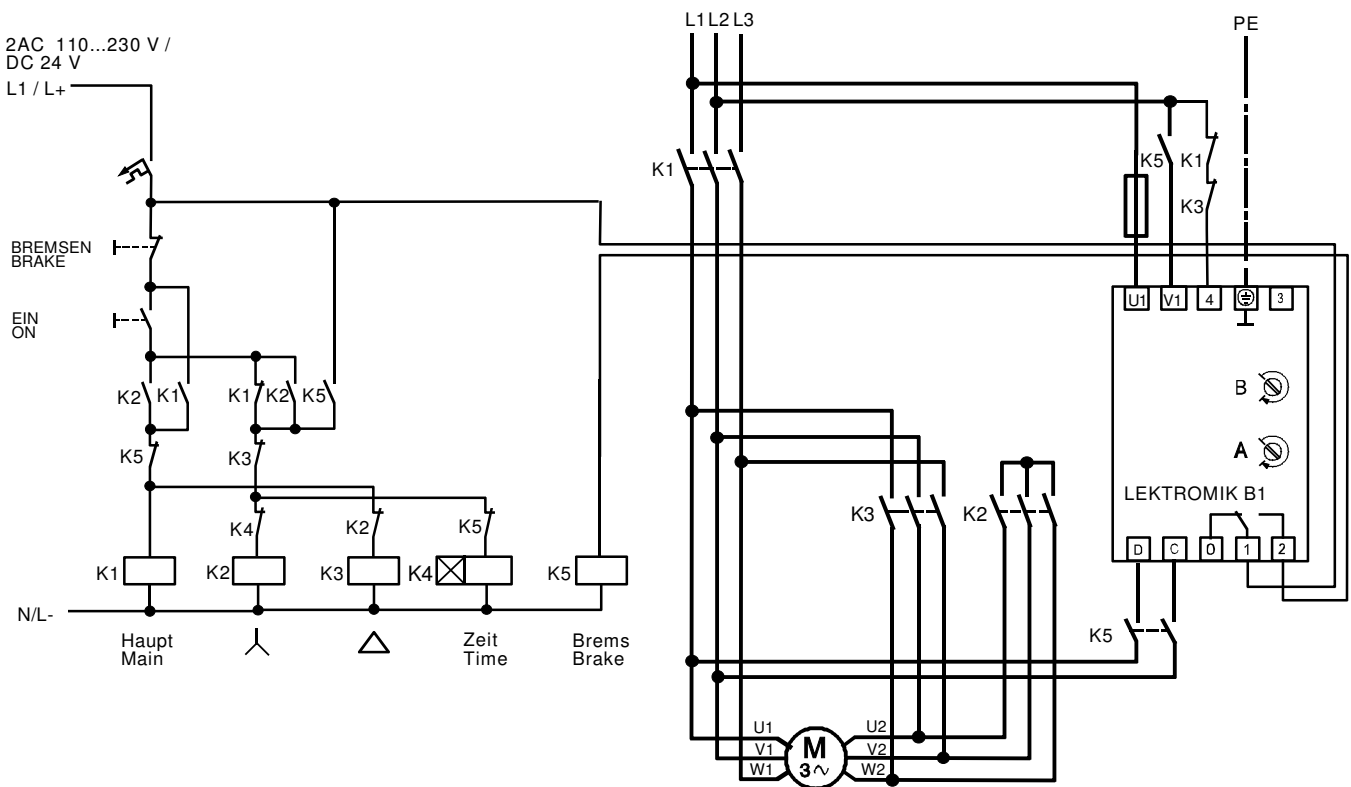 2AC 110...230 V /
DC 24 V
L1 / L+
BREMSEN
BRAKE
EIN
ON
K2 K1 K1 K2 K5
K5 K3
K4 K2 K5
K1 K2 K3 K4 K5
N/L-
Haupt
Main
Zeit
Time
Brems
Brake
L1 L2 L3
PE
K1
K5 K1
K3
U1 V1 4 3
B
A
LEKTROMIK B1
D C 0 1 2
K3 K2
K5
U1 U2
V1 V2
W1 W2
M
3~